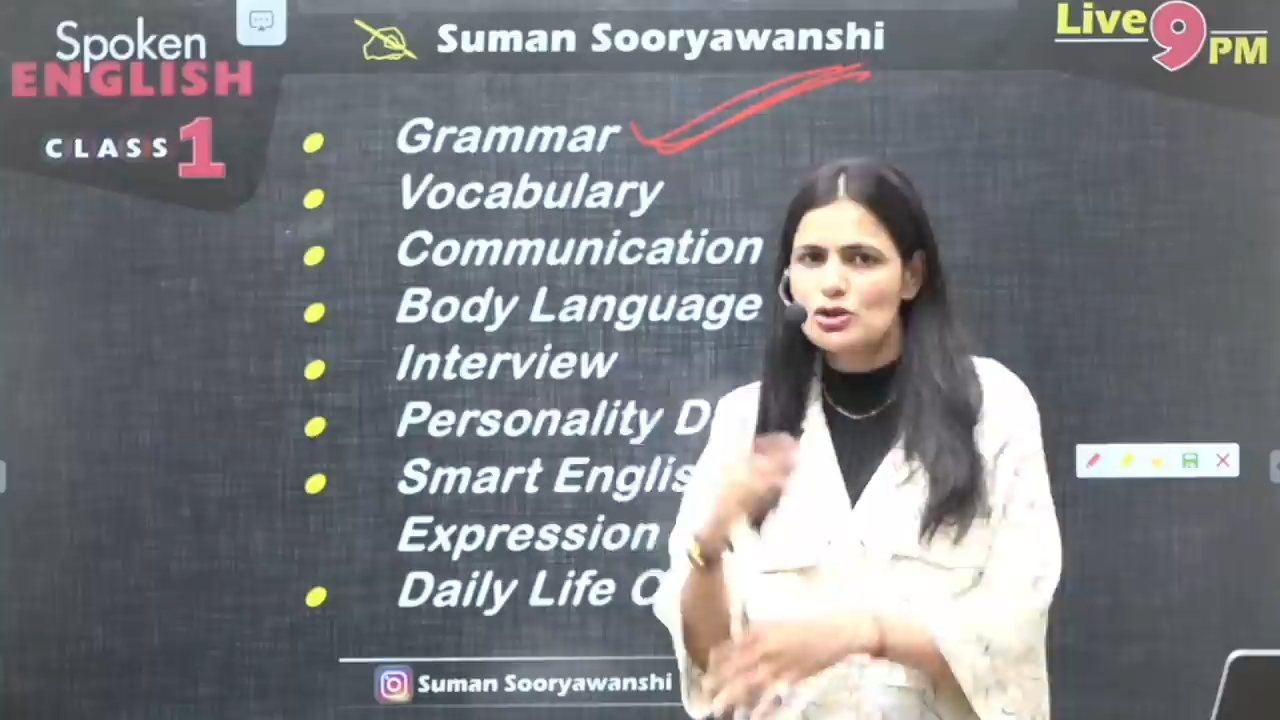 Spoken
ENGLISH
CLASS 1
Suman Sooryawanshi
Live 9 PM
Grammar
Vocabulary
Communication
Body Language
Interview
Personality
Smart
Expression
Daily Life
Suman Sooryawanshi